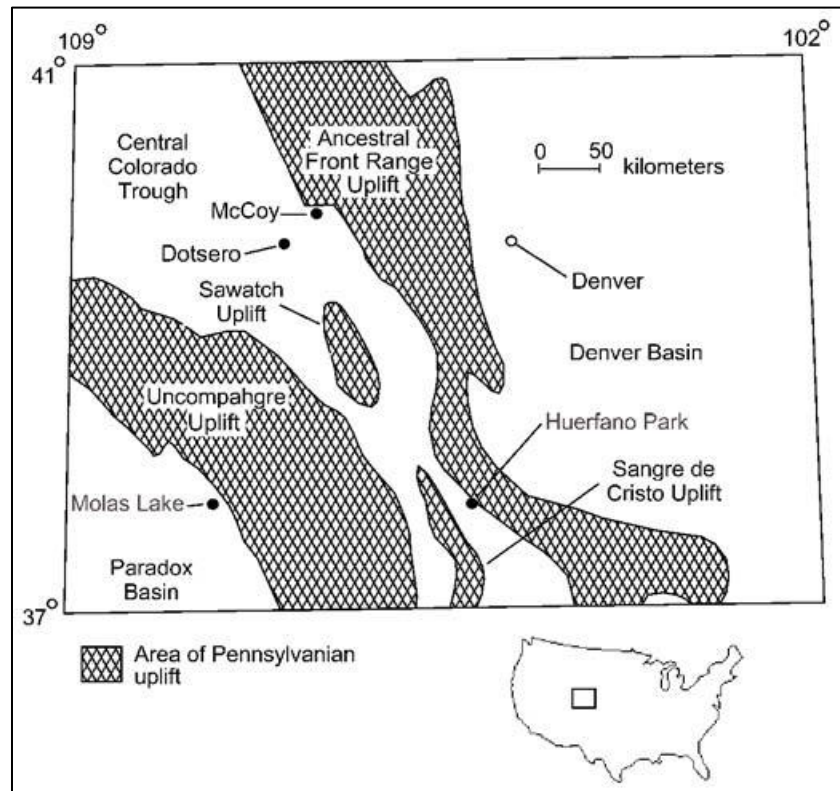 109°
102°
41°
Central
Colorado
Trough
Ancestral
Front Range
Uplift
0 50
kilometers
McCoy
Dotsero
Denver
Sawatch
Uplift
Denver Basin
Uncompahgre
Uplift
Huerfano Park
Sangre de
Cristo Uplift
Molas Lake
Paradox
Basin
37°
Area of Pennsylvanian
uplift